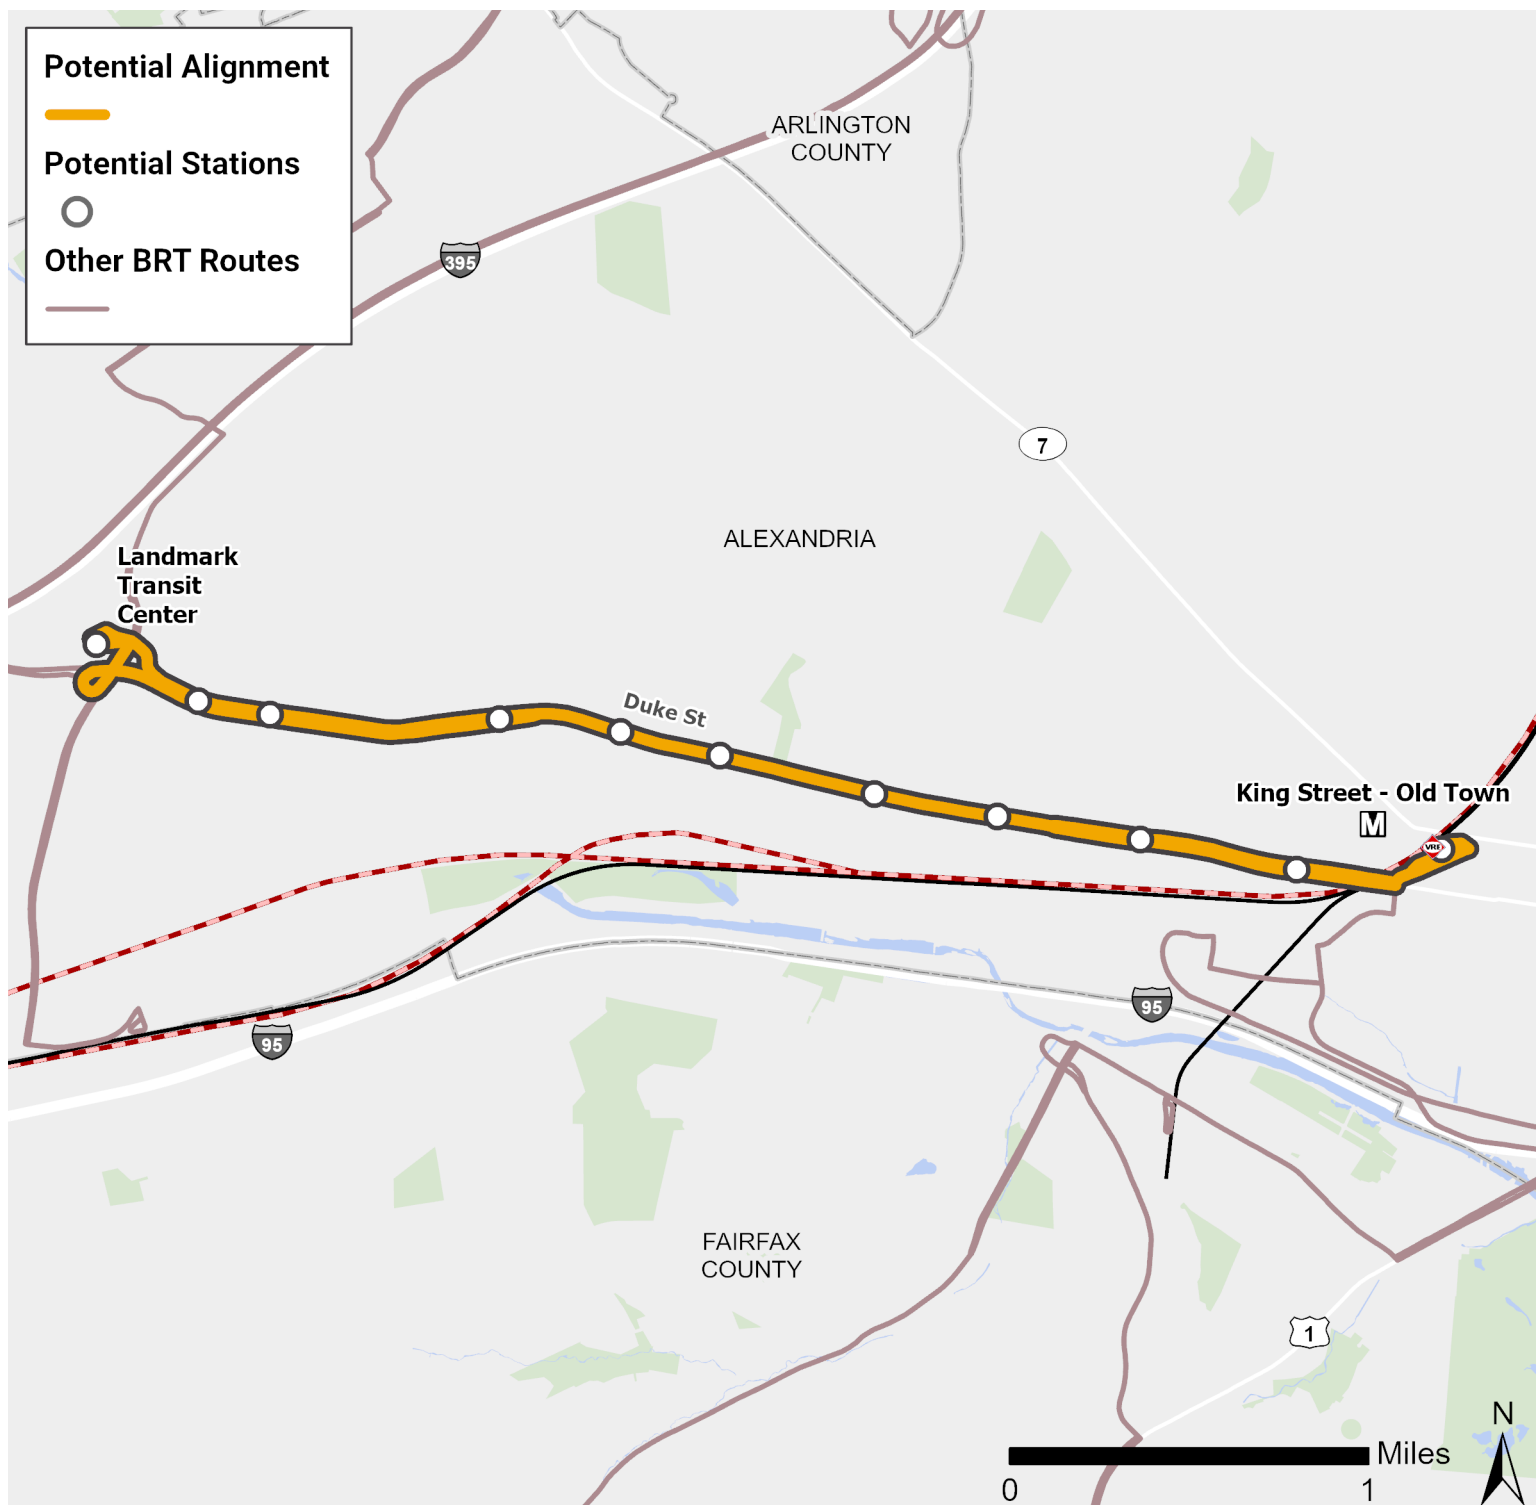 Potential Alignment
Potential Stations
Other BRT Routes
ARLINGTON
COUNTY
395
7
ALEXANDRIA
Landmark
Transit
Center
Duke St
King Street - Old Town
M
VRE
95
95
FAIRFAX
COUNTY
1
N
Miles
0 1